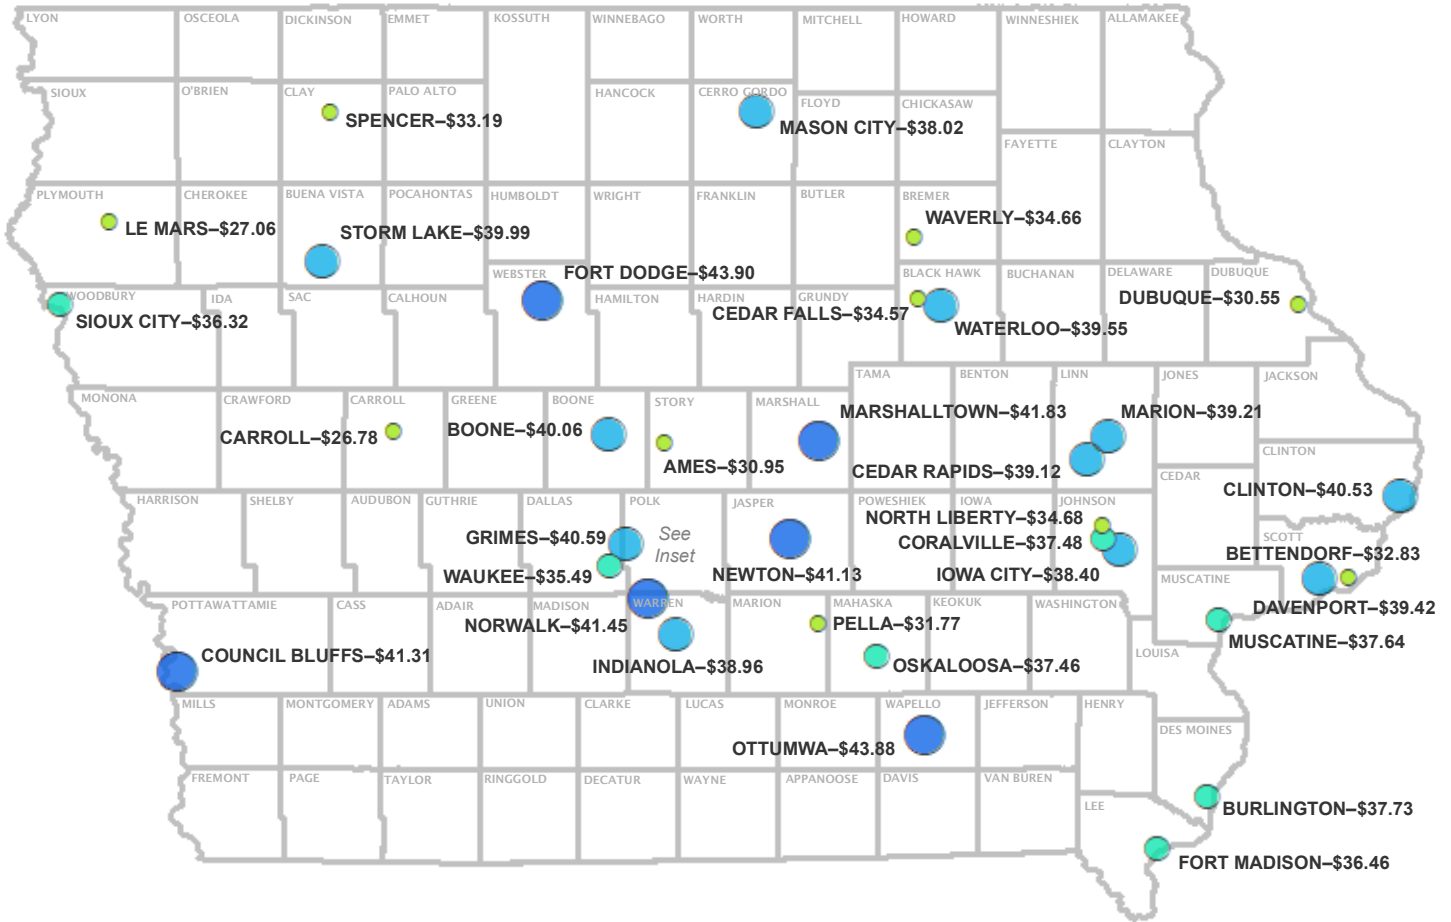 LYON
OSCEOLA
DICKINSON
EMMET
KOSSUTH
WINNEBAGO
WORTH
MITCHELL
HOWARD
WINNESHIEK
ALLAMAKEE
SIOUX
O'BRIEN
CLAY
PALO ALTO
HANCOCK
CERRO GORDO
FLOYD
CHICKASAW
SPENCER–$33.19
MASON CITY–$38.02
FAYETTE
CLAYTON
PLYMOUTH
CHEROKEE
BUENA VISTA
POCAHONTAS
HUMBOLDT
WRIGHT
FRANKLIN
BUTLER
BREMER
LE MARS–$27.06
STORM LAKE–$39.99
WAVERLY–$34.66
WEBSTER
FORT DODGE–$43.90
BLACK HAWK
BUCHANAN
DELAWARE
DUBUQUE
WOODBURY
IDA
SAC
CALHOUN
HAMILTON
HARDIN
GRUNDY
DUBUQUE–$30.55
SIOUX CITY–$36.32
CEDAR FALLS–$34.57
WATERLOO–$39.55
TAMA
BENTON
LINN
JONES
JACKSON
MONONA
CRAWFORD
CARROLL
GREENE
BOONE
STORY
MARSHALL
MARSHALLTOWN–$41.83
MARION–$39.21
CARROLL–$26.78
BOONE–$40.06
AMES–$30.95
CEDAR RAPIDS–$39.12
CLINTON
CEDAR
CLINTON–$40.53
HARRISON
SHELBY
AUDUBON
GUTHRIE
DALLAS
POLK
JASPER
POWESHIEK
IOWA
JOHNSON
NORTH LIBERTY–$34.68
GRIMES–$40.59
See
Inset
CORALVILLE–$37.48
SCOTT
BETTENDORF–$32.83
WAUKEE–$35.49
NEWTON–$41.13
IOWA CITY–$38.40
MUSCATINE
POTTAWATTAMIE
CASS
ADAIR
MADISON
WARREN
MARION
MAHASKA
KEOKUK
WASHINGTON
DAVENPORT–$39.42
NORWALK–$41.45
PELLA–$31.77
MUSCATINE–$37.64
COUNCIL BLUFFS–$41.31
INDIANOLA–$38.96
OSKALOOSA–$37.46
LOUISA
MILLS
MONTGOMERY
ADAMS
UNION
CLARKE
LUCAS
MONROE
WAPELLO
JEFFERSON
HENRY
DES MOINES
OTTUMWA–$43.88
FREMONT
PAGE
TAYLOR
RINGGOLD
DECATUR
WAYNE
APPANOOSE
DAVIS
VAN BUREN
LEE
BURLINGTON–$37.73
FORT MADISON–$36.46